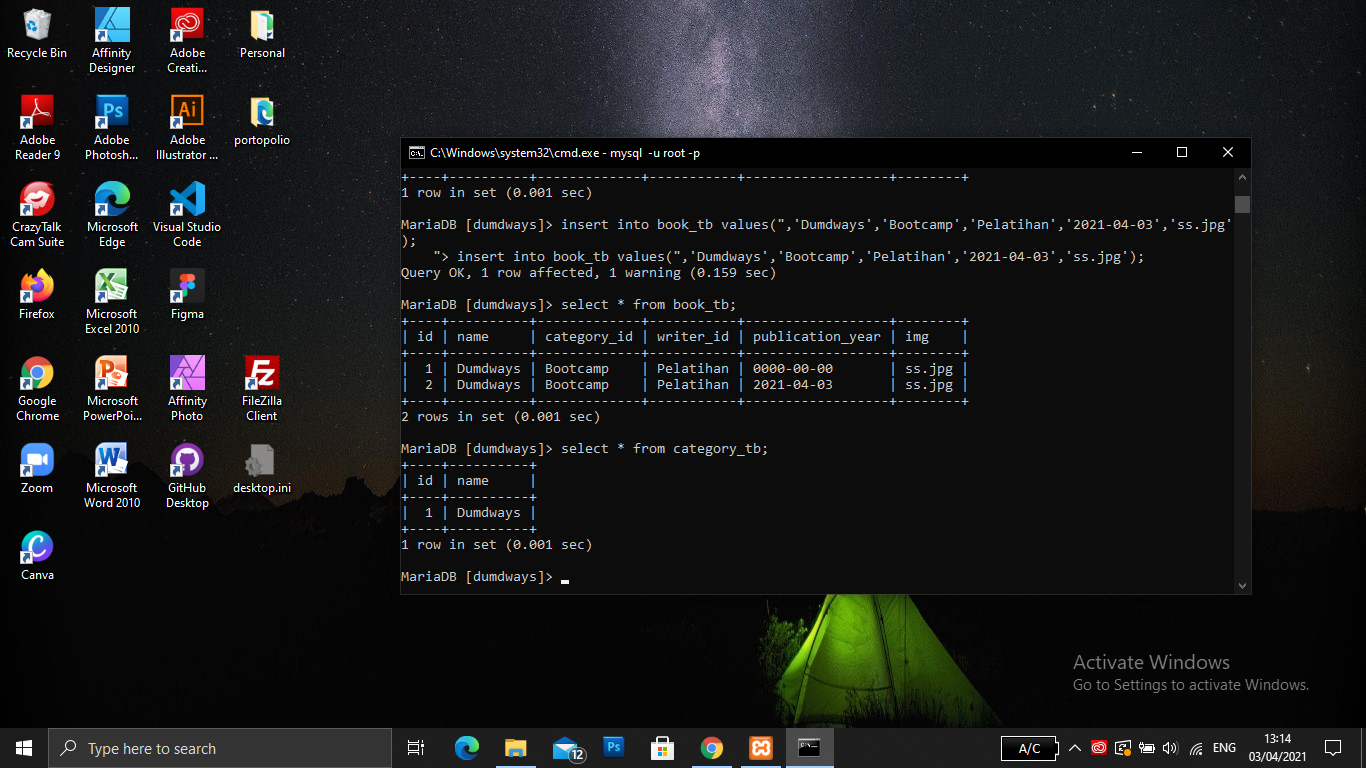 Recycle Bin
Affinity
Designer
Adobe
Creati...
Personal
Adobe
Reader 9
Adobe
Photosh...
Adobe
Illustrator ...
portopolio
CrazyTalk
Cam Suite
Microsoft
Edge
Visual Studio
Code
Firefox
Microsoft
Excel 2010
Figma
Google
Chrome
Microsoft
PowerPoi...
Affinity
Photo
FileZilla
Client
Zoom
Microsoft
Word 2010
GitHub
Desktop
desktop.ini
Canva
C:\Windows\system32\cmd.exe - mysql  -u root -p
+----+----------+-------------+-----------+------------------+--------+
1 row in set (0.001 sec)
MariaDB [dumdways]> insert into book_tb values(",'Dumdways','Bootcamp','Pelatihan','2021-04-03','ss.jpg'
);
    "> insert into book_tb values(",'Dumdways','Bootcamp','Pelatihan','2021-04-03','ss.jpg');
Query OK, 1 row affected, 1 warning (0.159 sec)
MariaDB [dumdways]> select * from book_tb;
+----+----------+-------------+-----------+------------------+--------+
| id | name     | category_id | writer_id | publication_year | img    |
+----+----------+-------------+-----------+------------------+--------+
|  1 | Dumdways | Bootcamp    | Pelatihan | 0000-00-00       | ss.jpg |
|  2 | Dumdways | Bootcamp    | Pelatihan | 2021-04-03       | ss.jpg |
+----+----------+-------------+-----------+------------------+--------+
2 rows in set (0.001 sec)
MariaDB [dumdways]> select * from category_tb;
+----+----------+
| id | name     |
+----+----------+
|  1 | Dumdways |
+----+----------+
1 row in set (0.001 sec)
MariaDB [dumdways]> _
Activate Windows
Go to Settings to activate Windows.
Type here to search
12
A/C
ENG
13:14
03/04/2021